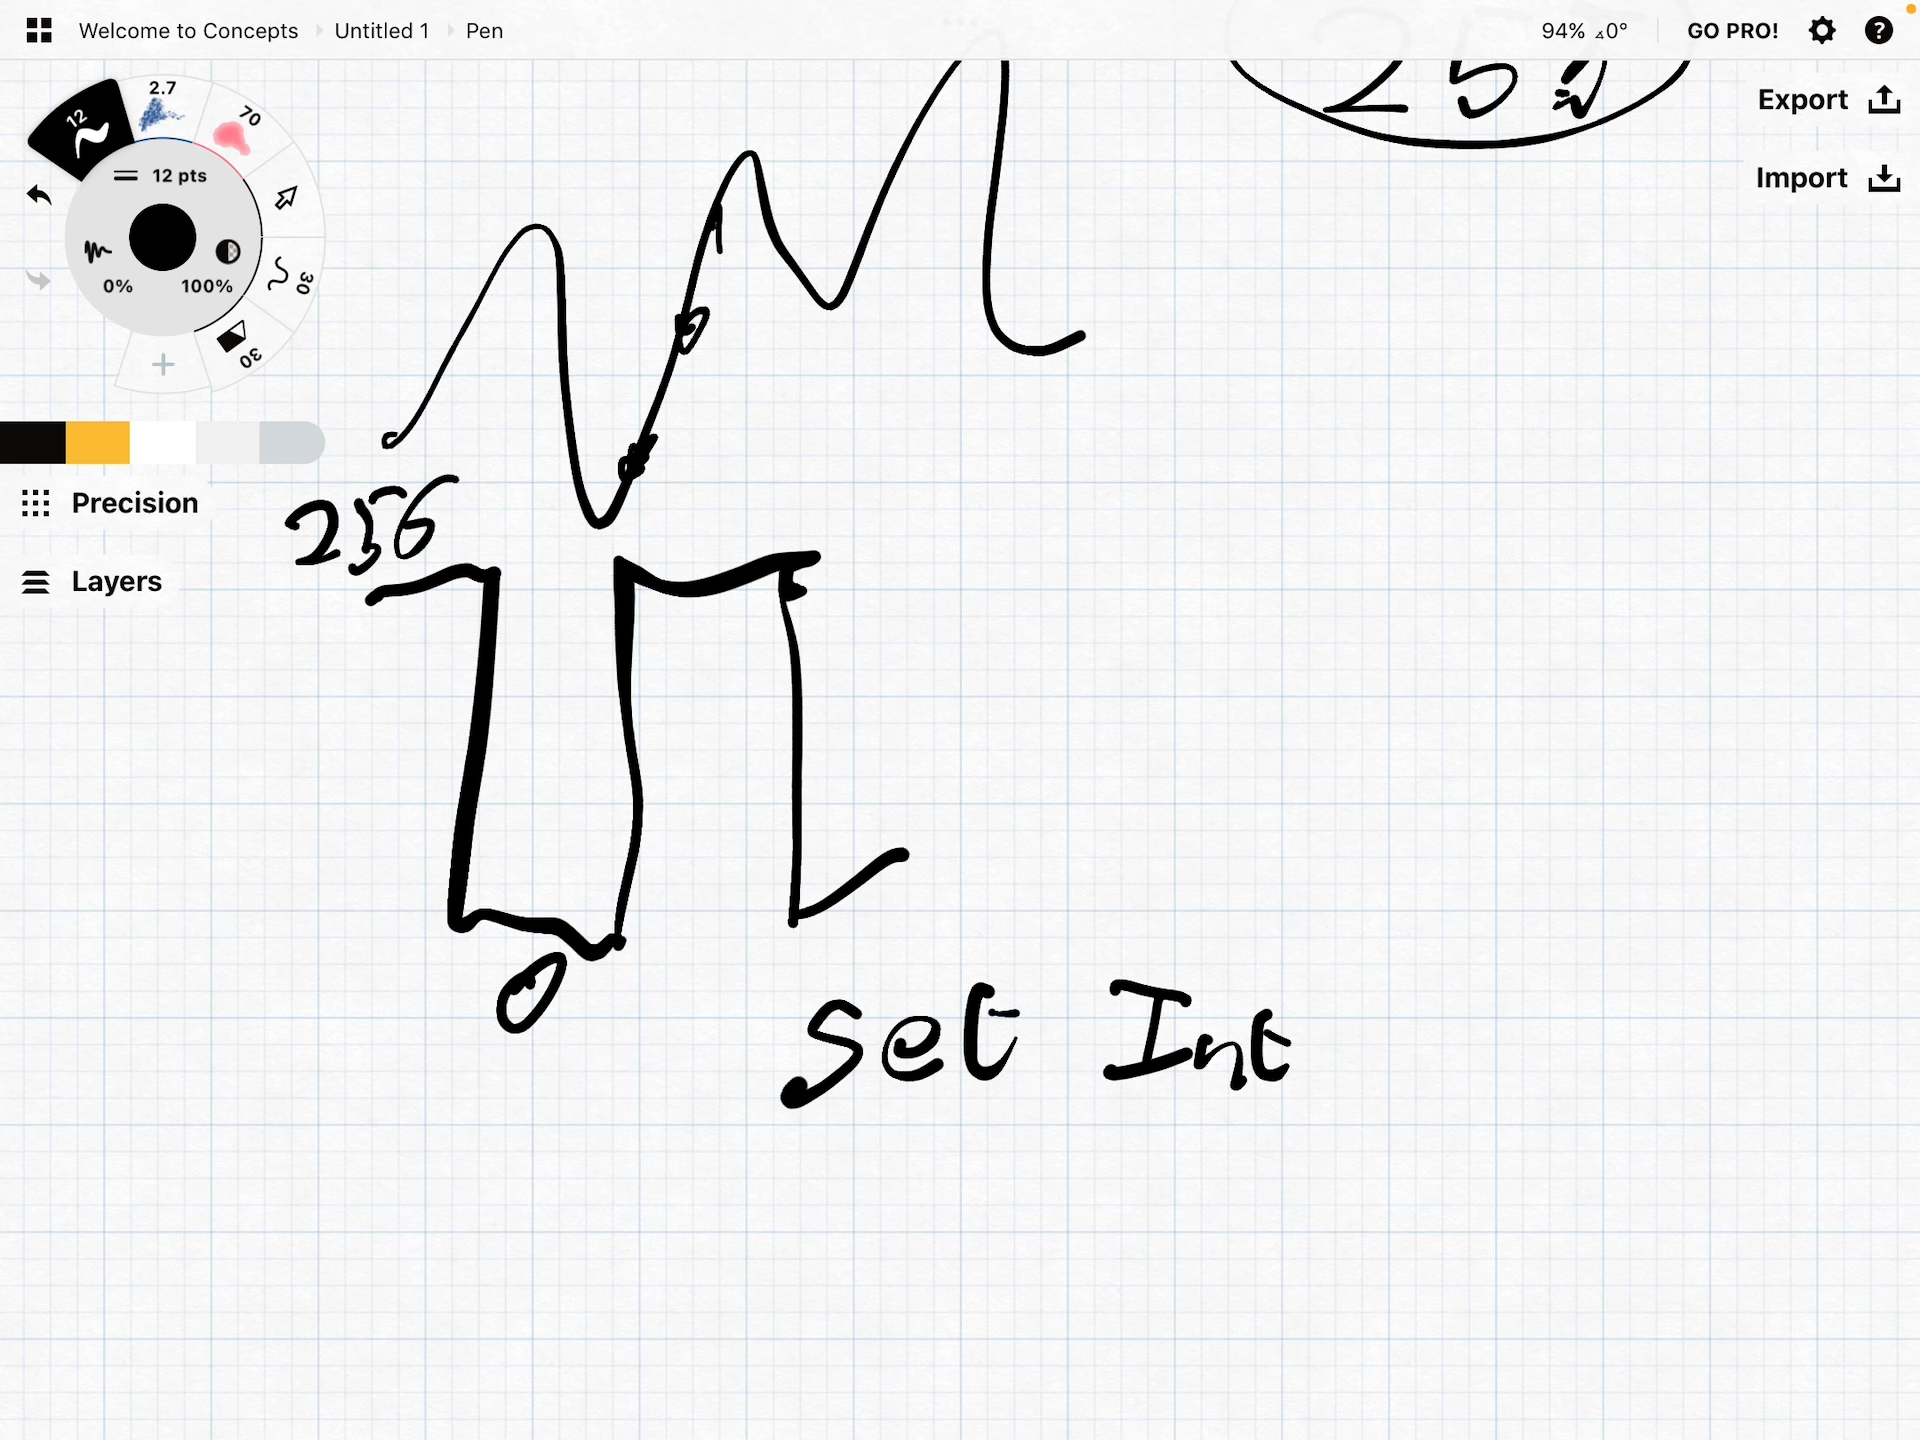 Welcome to Concepts Untitled 1 Pen
94% ⊿0° GO PRO! ?
2.7
12
70
12 pts
0% 100%
30
30
Export
Import
256
Precision
Layers
0
Set Int